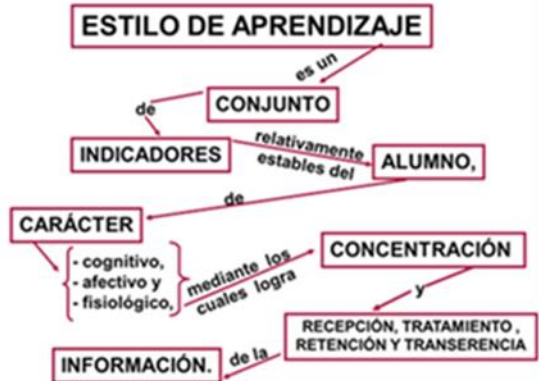 ESTILO DE APRENDIZAJE
es un
CONJUNTO
de
INDICADORES
relativamente
estables del
ALUMNO,
de
CARÁCTER
- cognitivo,
- afectivo y
- fisiológico,
mediante los
cuales logra
CONCENTRACIÓN
y
RECEPCIÓN, TRATAMIENTO ,
RETENCIÓN Y TRANSERENCIA
de la
INFORMACIÓN.